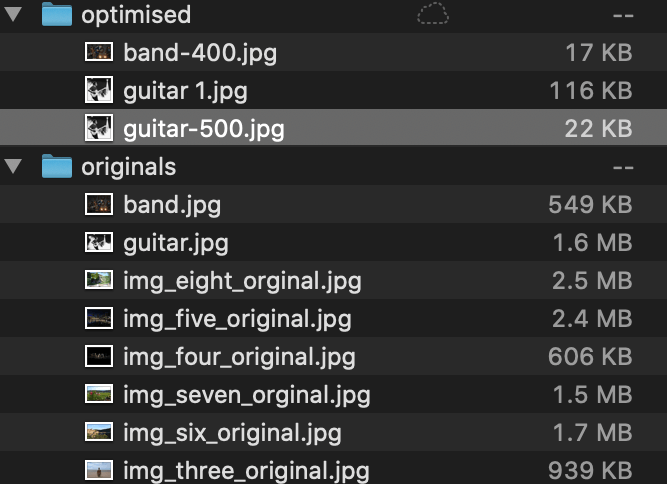 optimised --
band-400.jpg 17 KB
guitar 1.jpg 116 KB
guitar-500.jpg 22 KB
originals --
band.jpg 549 KB
guitar.jpg 1.6 MB
img_eight_orginal.jpg 2.5 MB
img_five_original.jpg 2.4 MB
img_four_original.jpg 606 KB
img_seven_orginal.jpg 1.5 MB
img_six_original.jpg 1.7 MB
img_three_original.jpg 939 KB